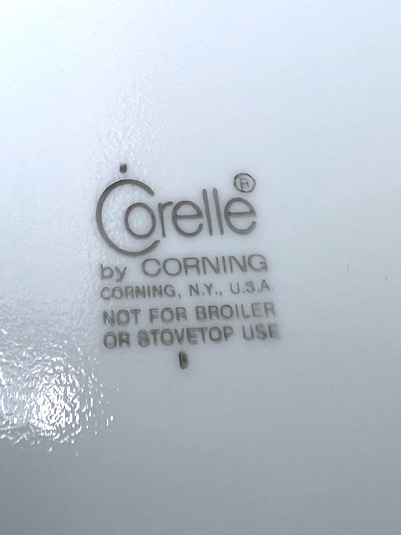 Corelle®
by CORNING
CORNING, N.Y., U.S.A.
NOT FOR BROILER
OR STOVETOP USE